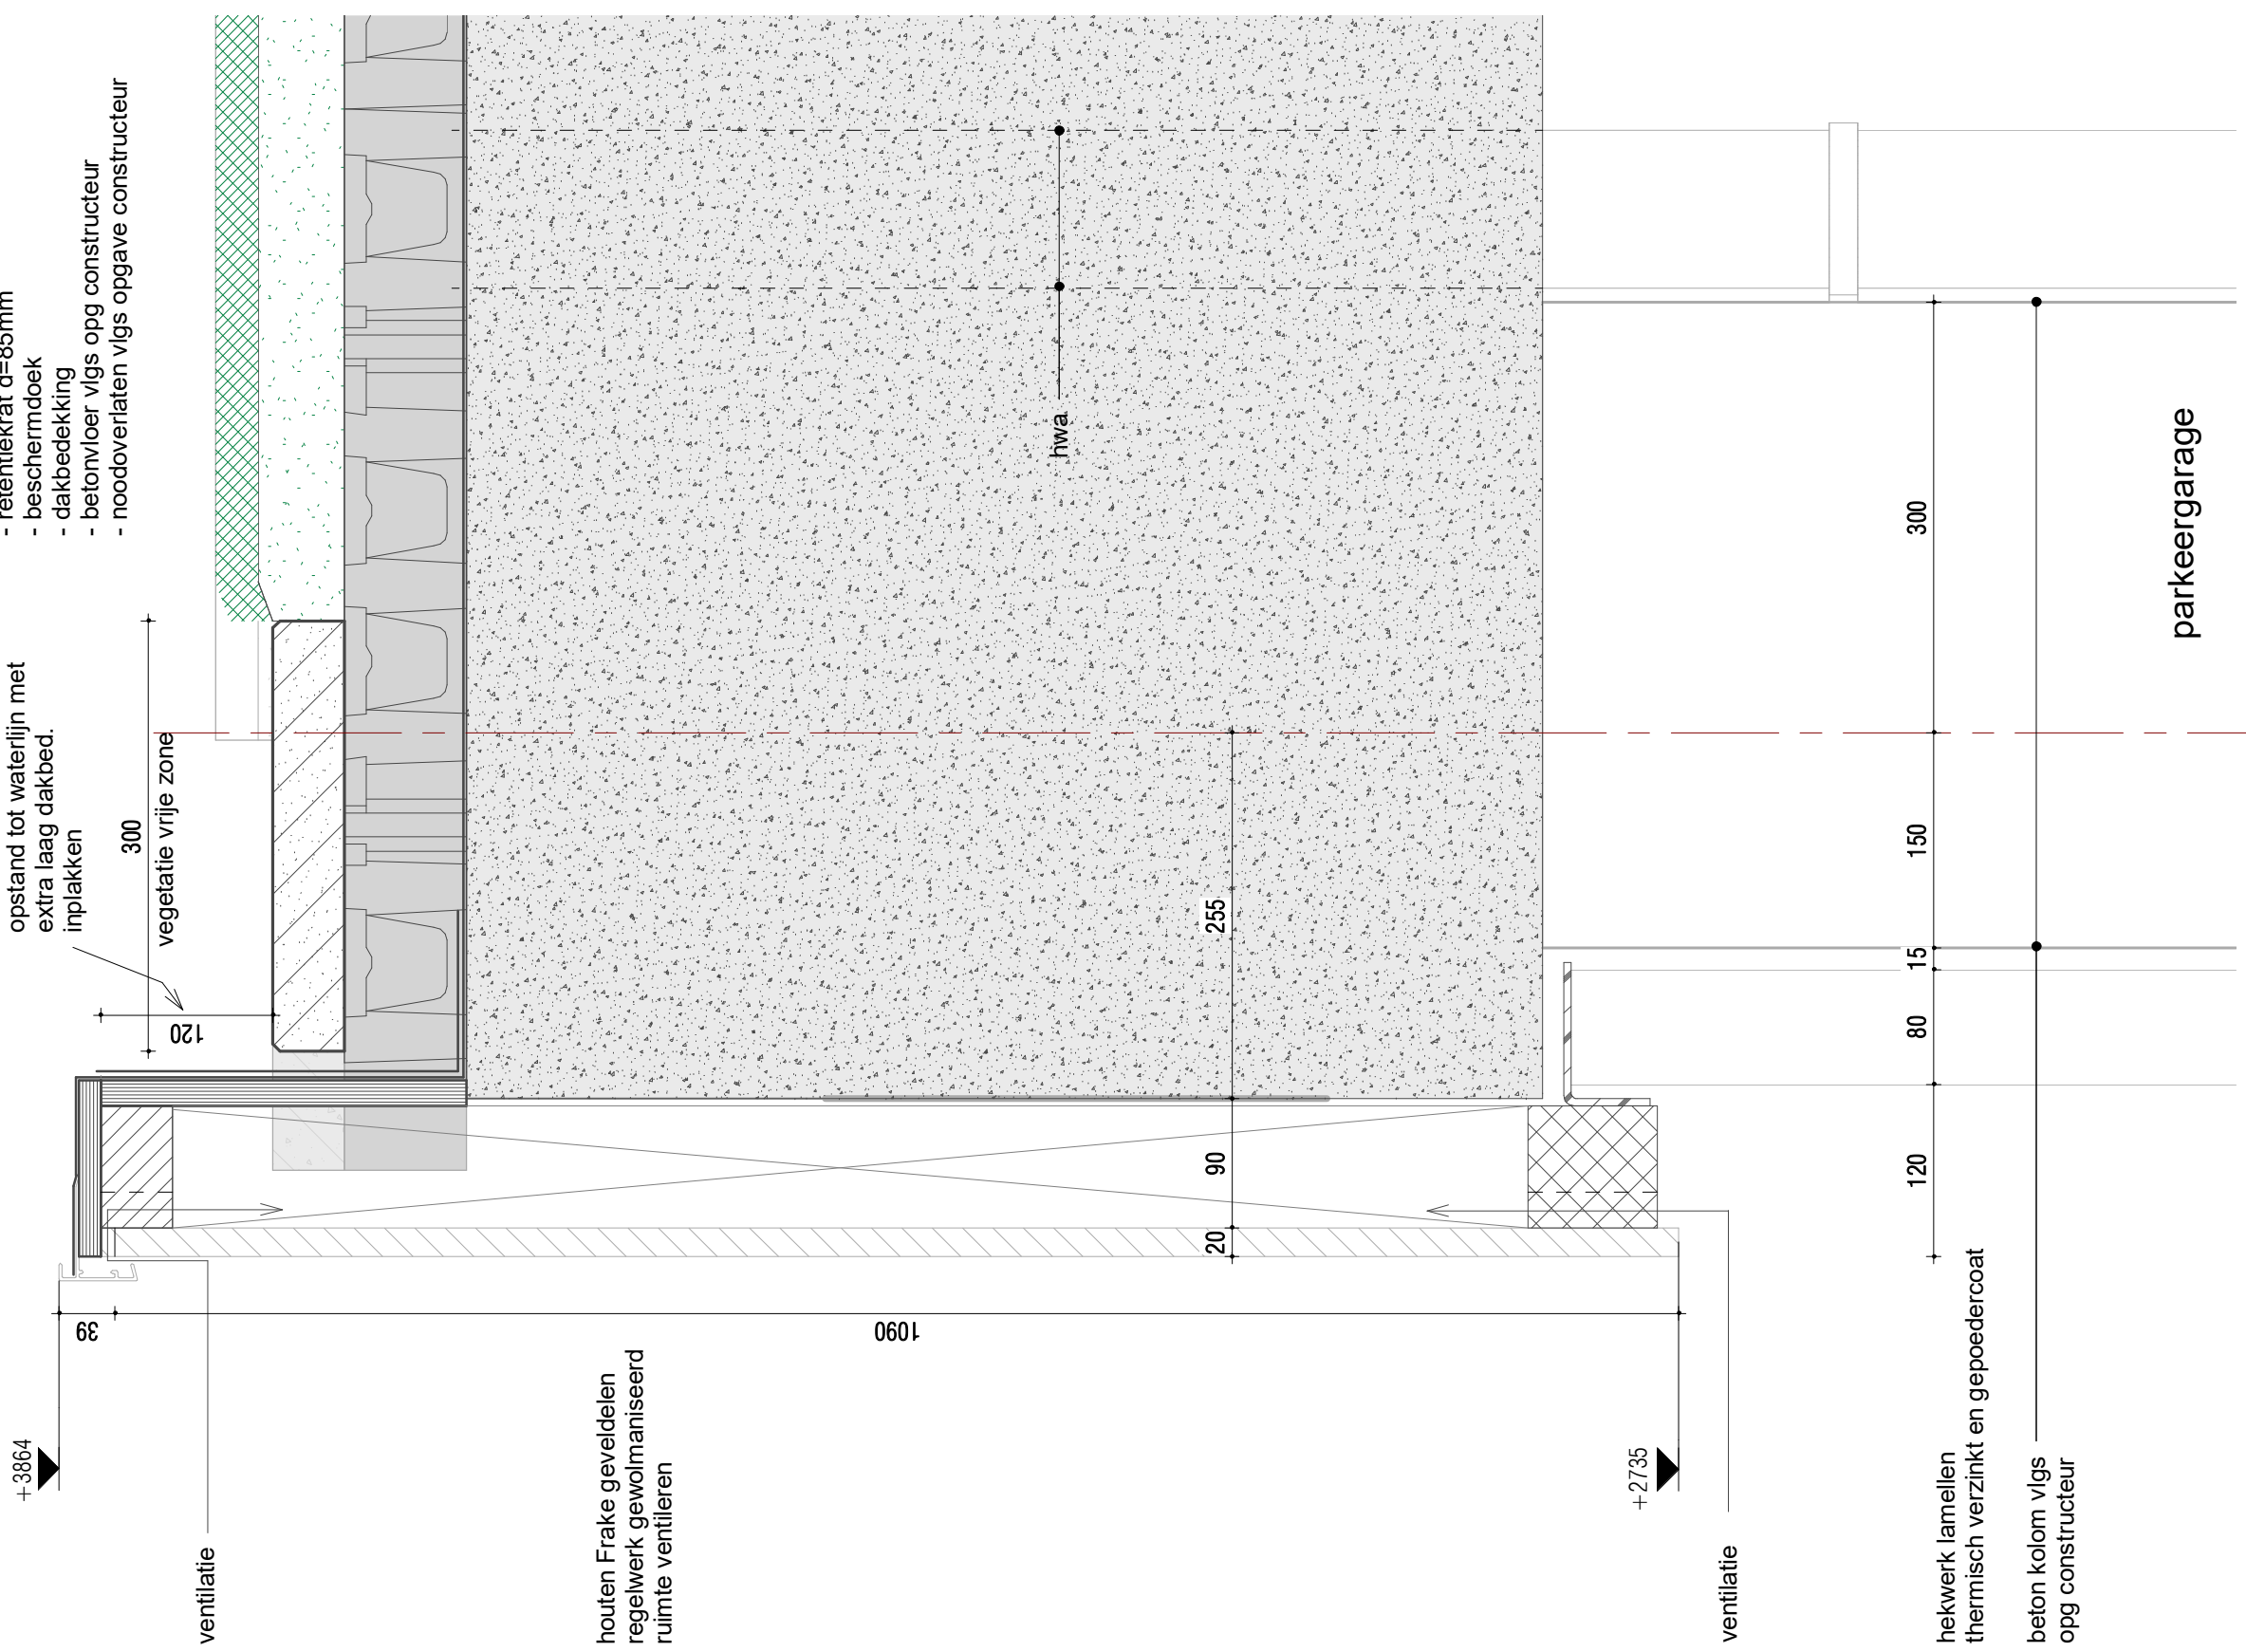 - retentiekrat d=85mm
- beschermdoek
- dakbedekking
- betonvloer vlgs opg constructeur
- noodoverlaten vlgs opgave constructeur
opstand tot waterlijn met
extra laag dakbed.
inplakken
300
vegetatie vrije zone
120
hwa
255
90
20
39
1090
+3864
+2735
ventilatie
houten Frake geveldelen
regelwerk gewolmaniseerd
ruimte ventileren
ventilatie
300
150
15
80
120
parkeergarage
hekwerk lamellen
thermisch verzinkt en gepoedercoat
beton kolom vlgs
opg constructeur